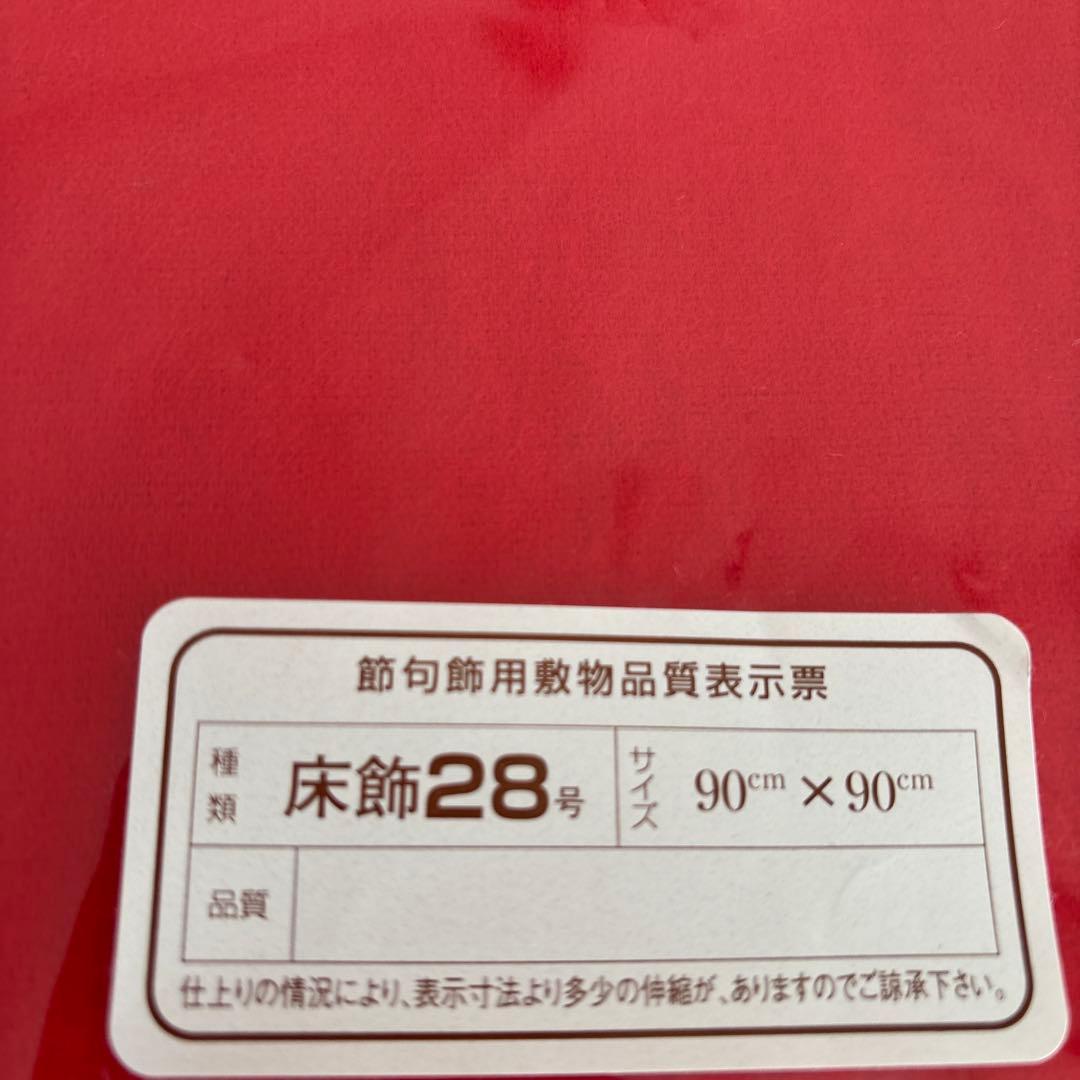 節句飾用敷物品質表示票
種類 床飾28号 サイズ 90cm×90cm
品質
仕上りの情況により、表示寸法より多少の伸縮が、ありますのでご諒承下さい。